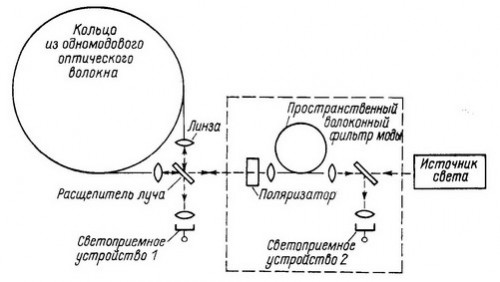 Кольцо
из одномодового
оптического
волокна
Линза
Расщепитель луча
Светоприемное
устройство 1
Пространственный
волоконный
фильтр моды
Поляризатор
Светоприемное
устройство 2
Источник
света